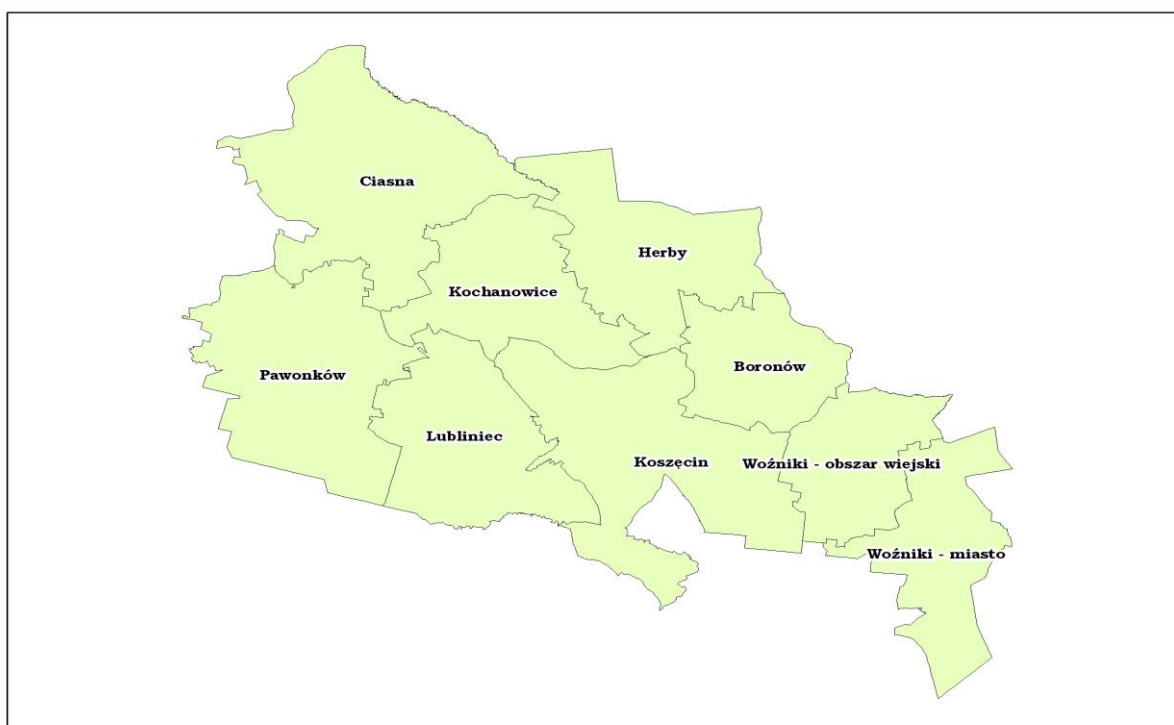 Ciasna
Herby
Kochanowice
Boronów
Pawonków
Lubliniec
Koszęcin
Woźniki - obszar wiejski
Woźniki - miasto